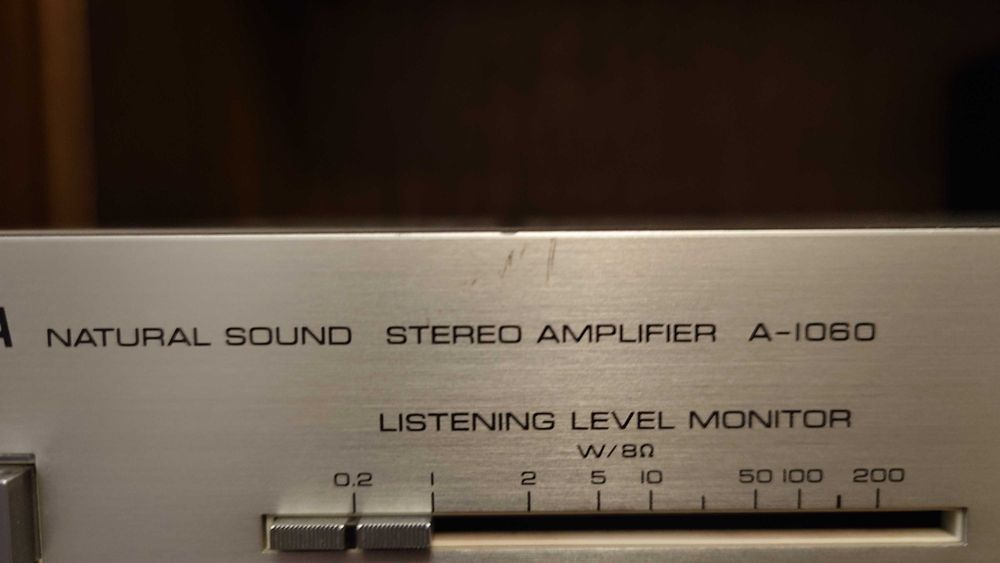 A NATURAL SOUND STEREO AMPLIFIER A-1060
LISTENING LEVEL MONITOR
W/8Ω
0.2 1 2 5 10 50 100 200